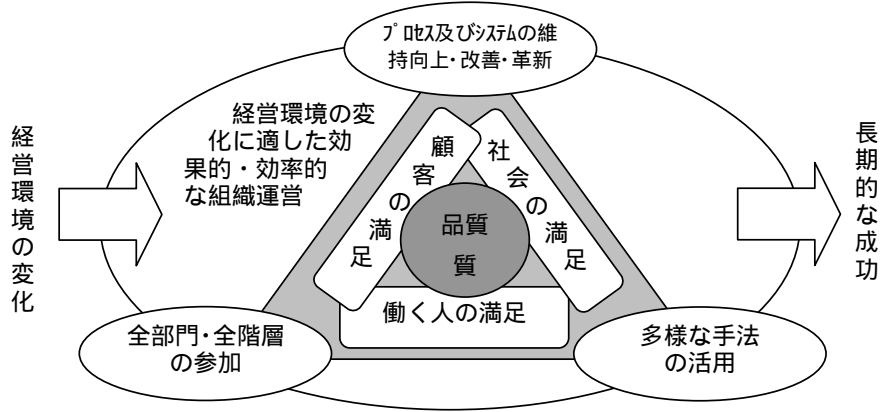 プロセス及びシステムの維
持向上・改善・革新
経営環境の変
化に適した効
果的・効率的
な組織運営
経営環境の変化
顧客の満足
社会の満足
品質
質
働く人の満足
長期的な成功
全部門・全階層
の参加
多様な手法
の活用